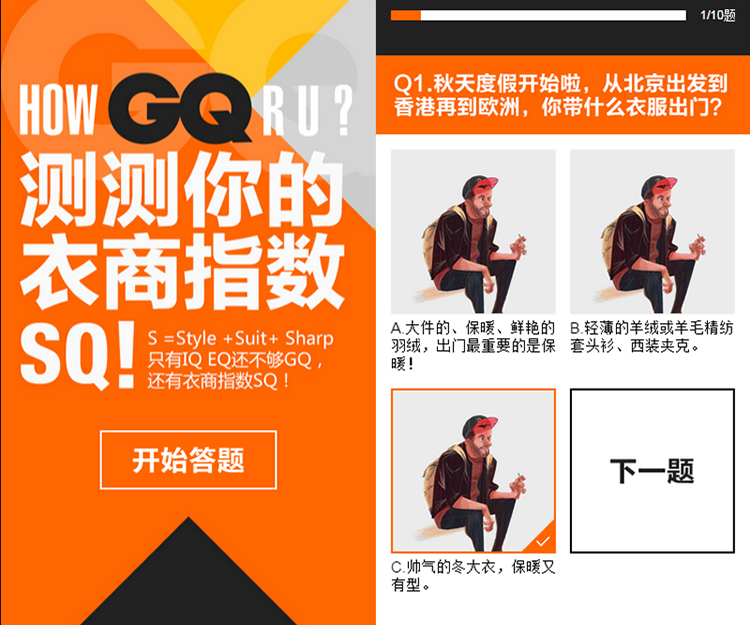 HOW GQ R U ?
测测你的
衣商指数
SQ!
S =Style +Suit+ Sharp
只有IQ EQ还不够GQ，
还有衣商指数SQ！
开始答题
1/10题
Q1.秋天度假开始啦，从北京出发到
香港再到欧洲，你带什么衣服出门?
A.大件的、保暖、鲜艳的
羽绒，出门最重要的是保
暖!
B.轻薄的羊绒或羊毛精纺
套头衫、西装夹克。
C.帅气的冬大衣，保暖又
有型。
下一题